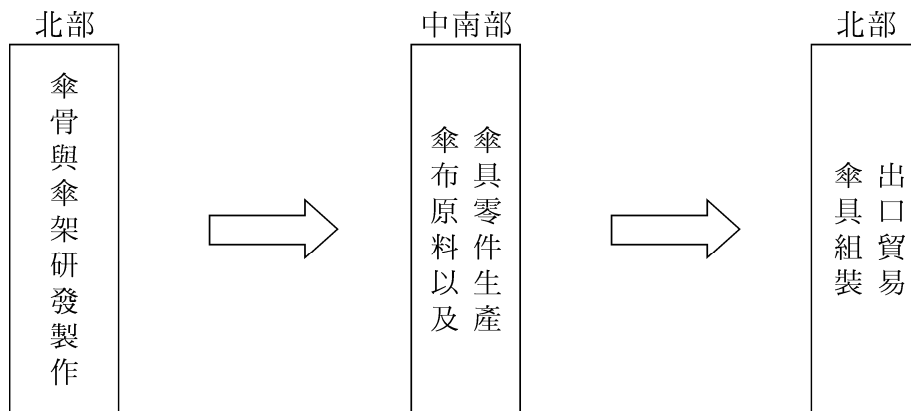 北部
傘骨與傘架研發製作
中南部
傘布原料以及
傘具零件生產
北部
傘具組裝
出口貿易